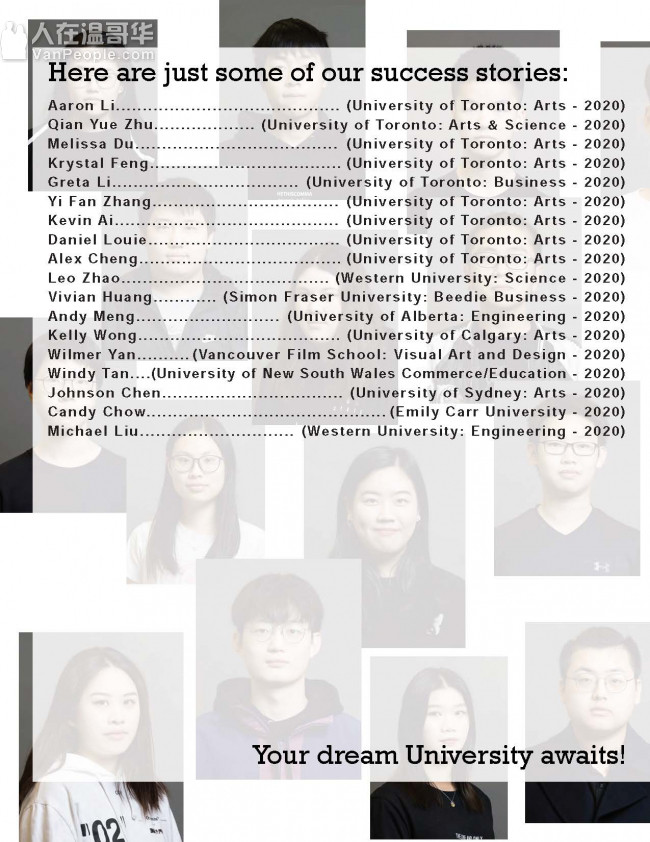 人在温哥华
VanPeople.com
Here are just some of our success stories:
Aaron Li.......................................... (University of Toronto: Arts - 2020)
Qian Yue Zhu................... (University of Toronto: Arts & Science - 2020)
Melissa Du...................................... (University of Toronto: Arts - 2020)
Krystal Feng.................................... (University of Toronto: Arts - 2020)
Greta Li................................... (University of Toronto: Business - 2020)
Yi Fan Zhang................................... (University of Toronto: Arts - 2020)
Kevin Ai.......................................... (University of Toronto: Arts - 2020)
Daniel Louie.................................... (University of Toronto: Arts - 2020)
Alex Cheng...................................... (University of Toronto: Arts - 2020)
Leo Zhao....................................... (Western University: Science - 2020)
Vivian Huang............ (Simon Fraser University: Beedie Business - 2020)
Andy Meng........................... (University of Alberta: Engineering - 2020)
Kelly Wong...................................... (University of Calgary: Arts - 2020)
Wilmer Yan..........(Vancouver Film School: Visual Art and Design - 2020)
Windy Tan....(University of New South Wales Commerce/Education - 2020)
Johnson Chen.................................. (University of Sydney: Arts - 2020)
Candy Chow.............................................(Emily Carr University - 2020)
Michael Liu............................. (Western University: Engineering - 2020)
UNDER ARMOUR
Your dream University awaits!
"02"